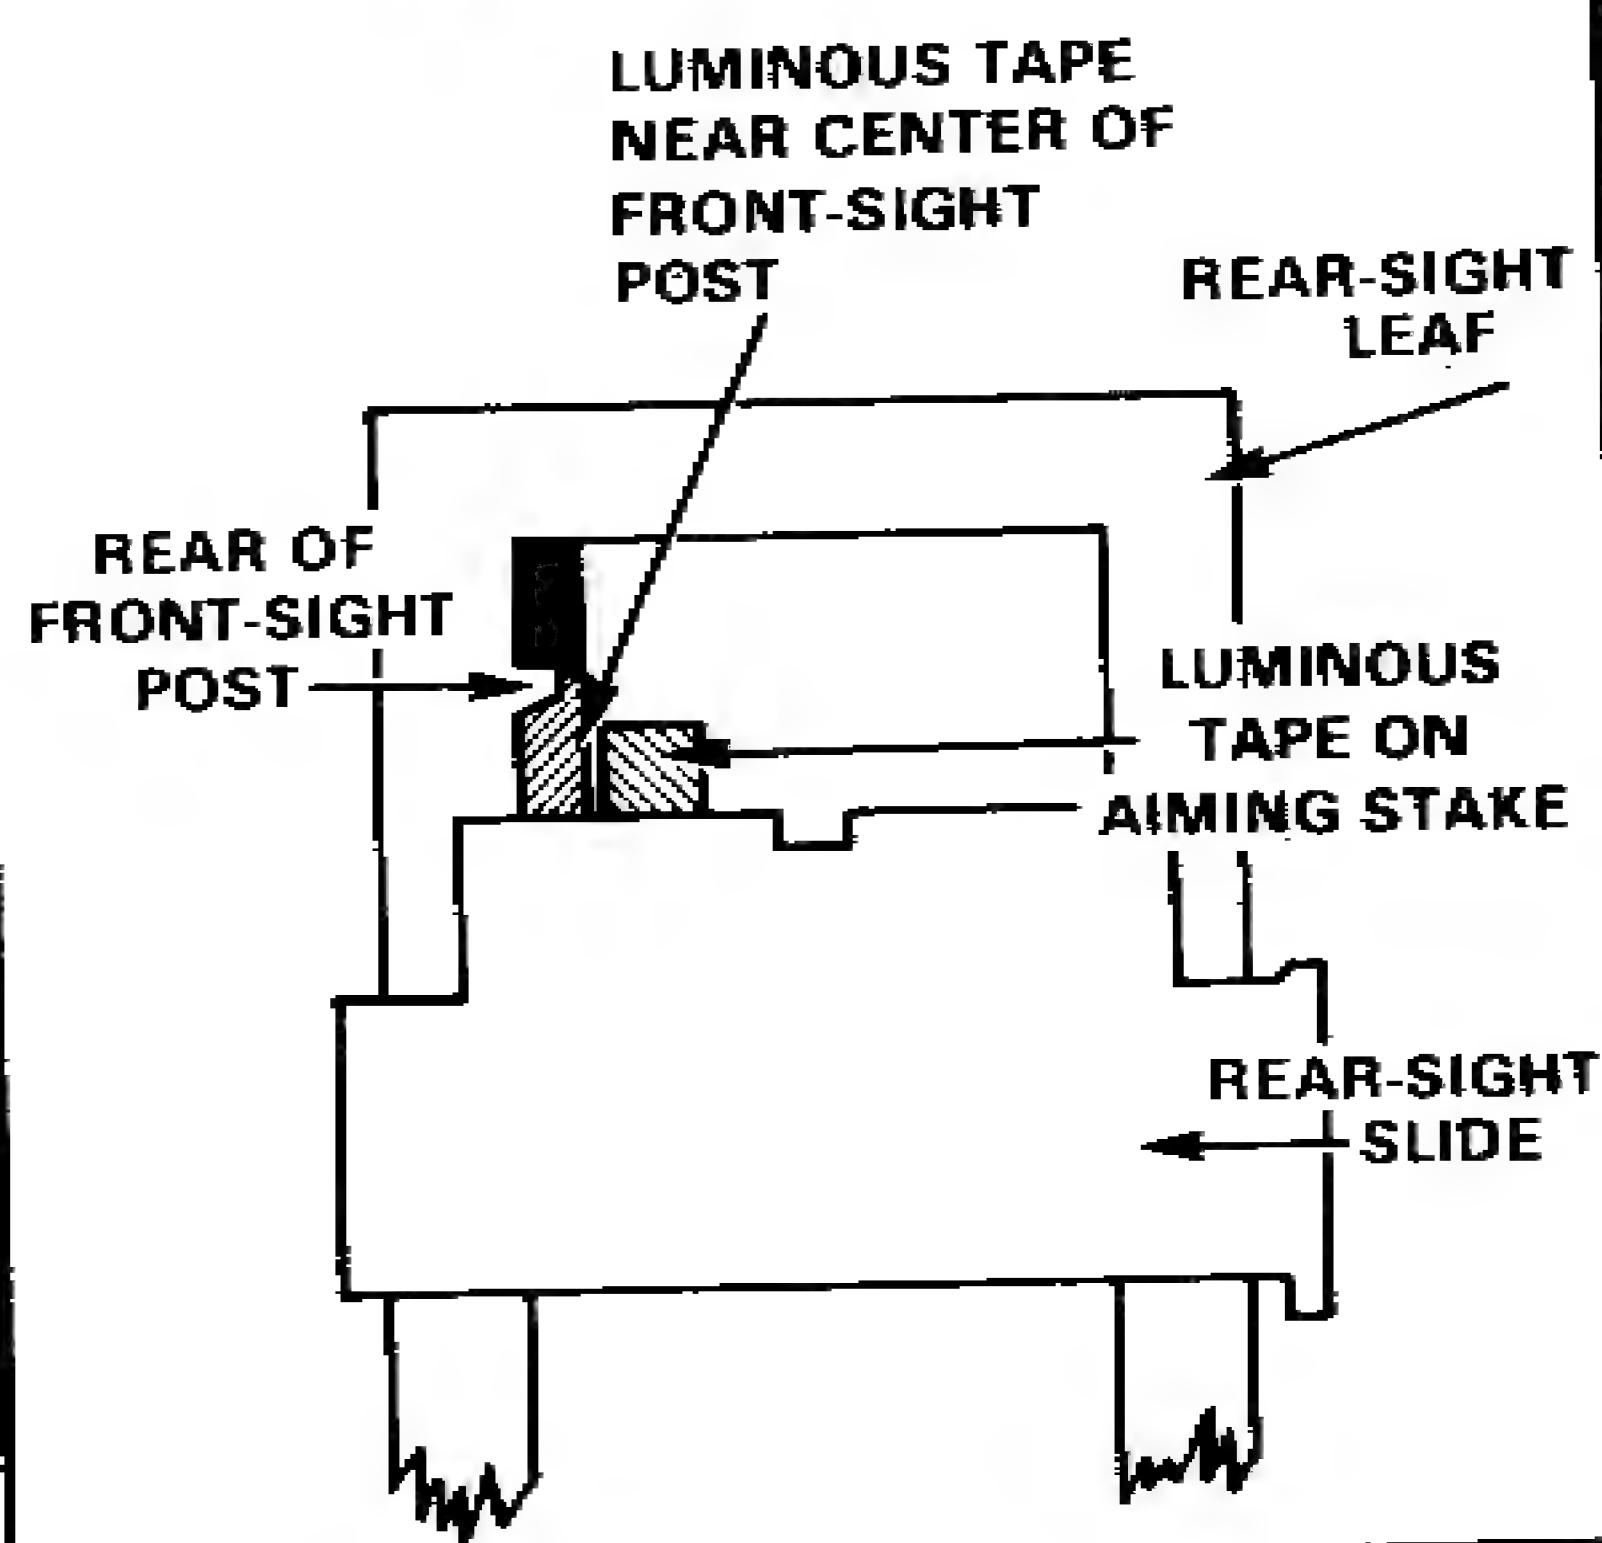 LUMINOUS TAPE
NEAR CENTER OF
FRONT-SIGHT
POST
REAR-SIGHT
LEAF
REAR OF
FRONT-SIGHT
POST
LUMINOUS
TAPE ON
AIMING STAKE
REAR-SIGHT
SLIDE